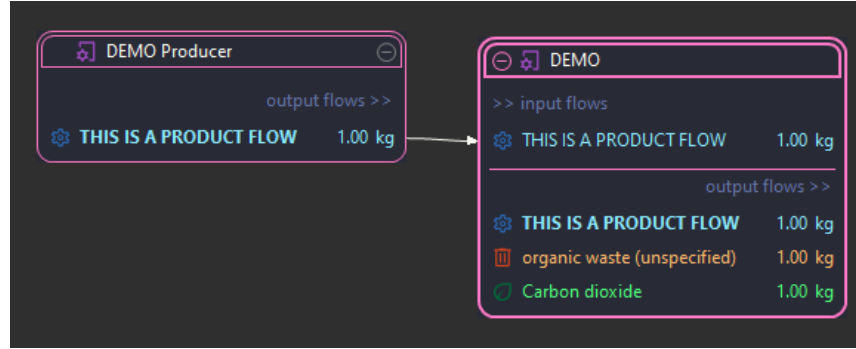 DEMO Producer
output flows >>
THIS IS A PRODUCT FLOW 1.00 kg
DEMO
>> input flows
THIS IS A PRODUCT FLOW 1.00 kg
output flows >>
THIS IS A PRODUCT FLOW 1.00 kg
organic waste (unspecified) 1.00 kg
Carbon dioxide 1.00 kg